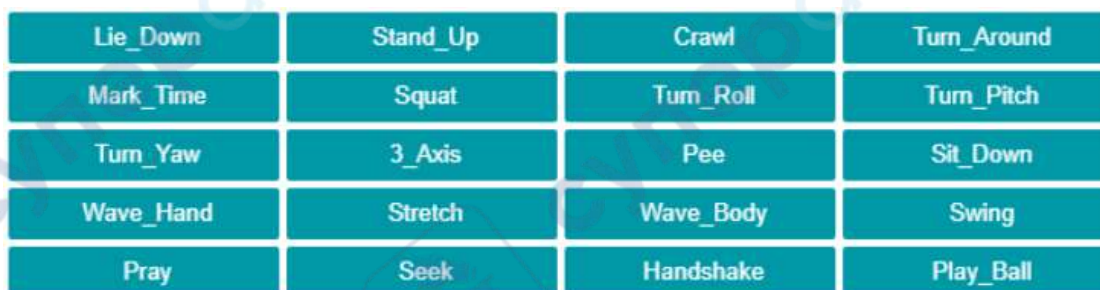 Lie_Down Stand_Up Crawl Turn_Around
Mark_Time Squat Turn_Roll Turn_Pitch
Turn_Yaw 3_Axis Pee Sit_Down
Wave_Hand Stretch Wave_Body Swing
Pray Seek Handshake Play_Ball